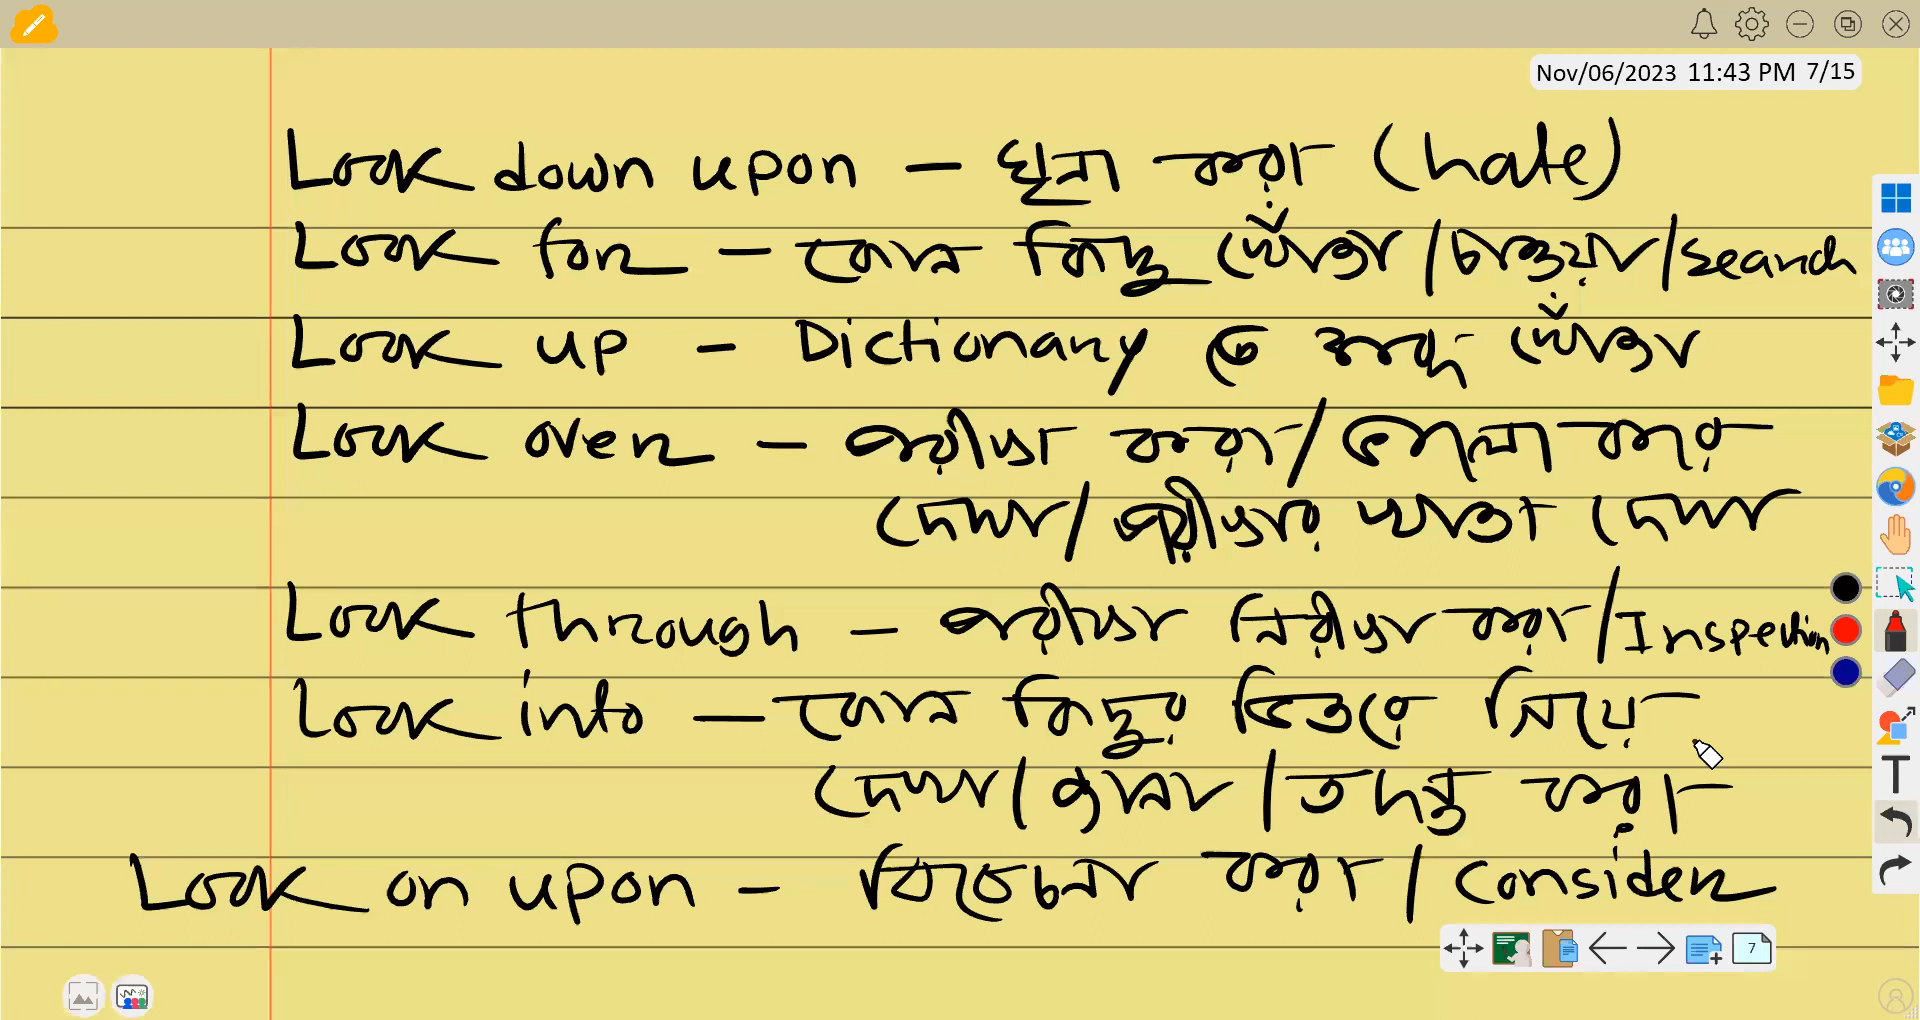 Nov/06/2023 11:43 PM 7/15
Look down upon – ঘৃনা করা (hate)
Look for – কোন কিছু খোঁজা/চাওয়া/Search
Look up – Dictionary তে শব্দ খোঁজা
Look over – পরীক্ষা করা/মেলা করে
দেখা/পরীক্ষার খাতা দেখা
Look through – পরীক্ষা নিরীক্ষা করা/Inspection
Look into – কোন কিছুর ভিতরে নিয়ে
দেখা/ /তদন্ত করা
Look on upon – বিবেচনা করা/consider
7